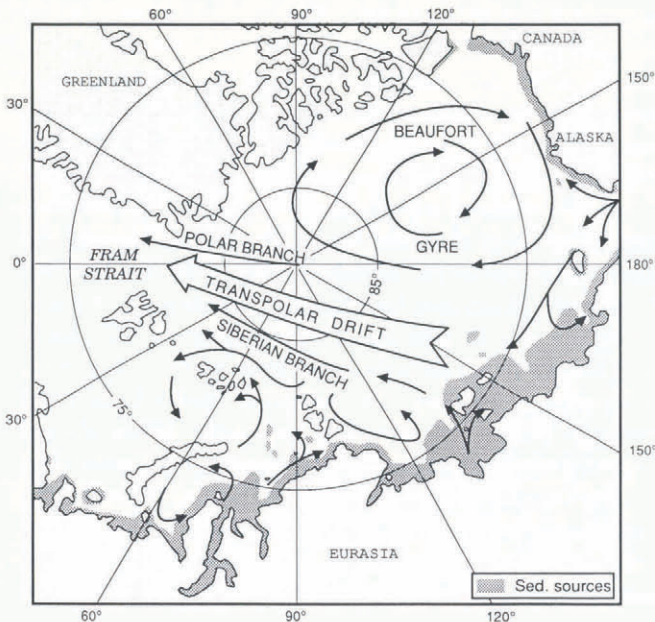 60°
90°
120°
CANADA
GREENLAND
150°
30°
BEAUFORT
ALASKA
POLAR BRANCH
GYRE
FRAM
STRAIT
0°
85°
180°
TRANSPOLAR DRIFT
SIBERIAN BRANCH
75°
30°
150°
EURASIA
Sed. sources
60°
90°
120°